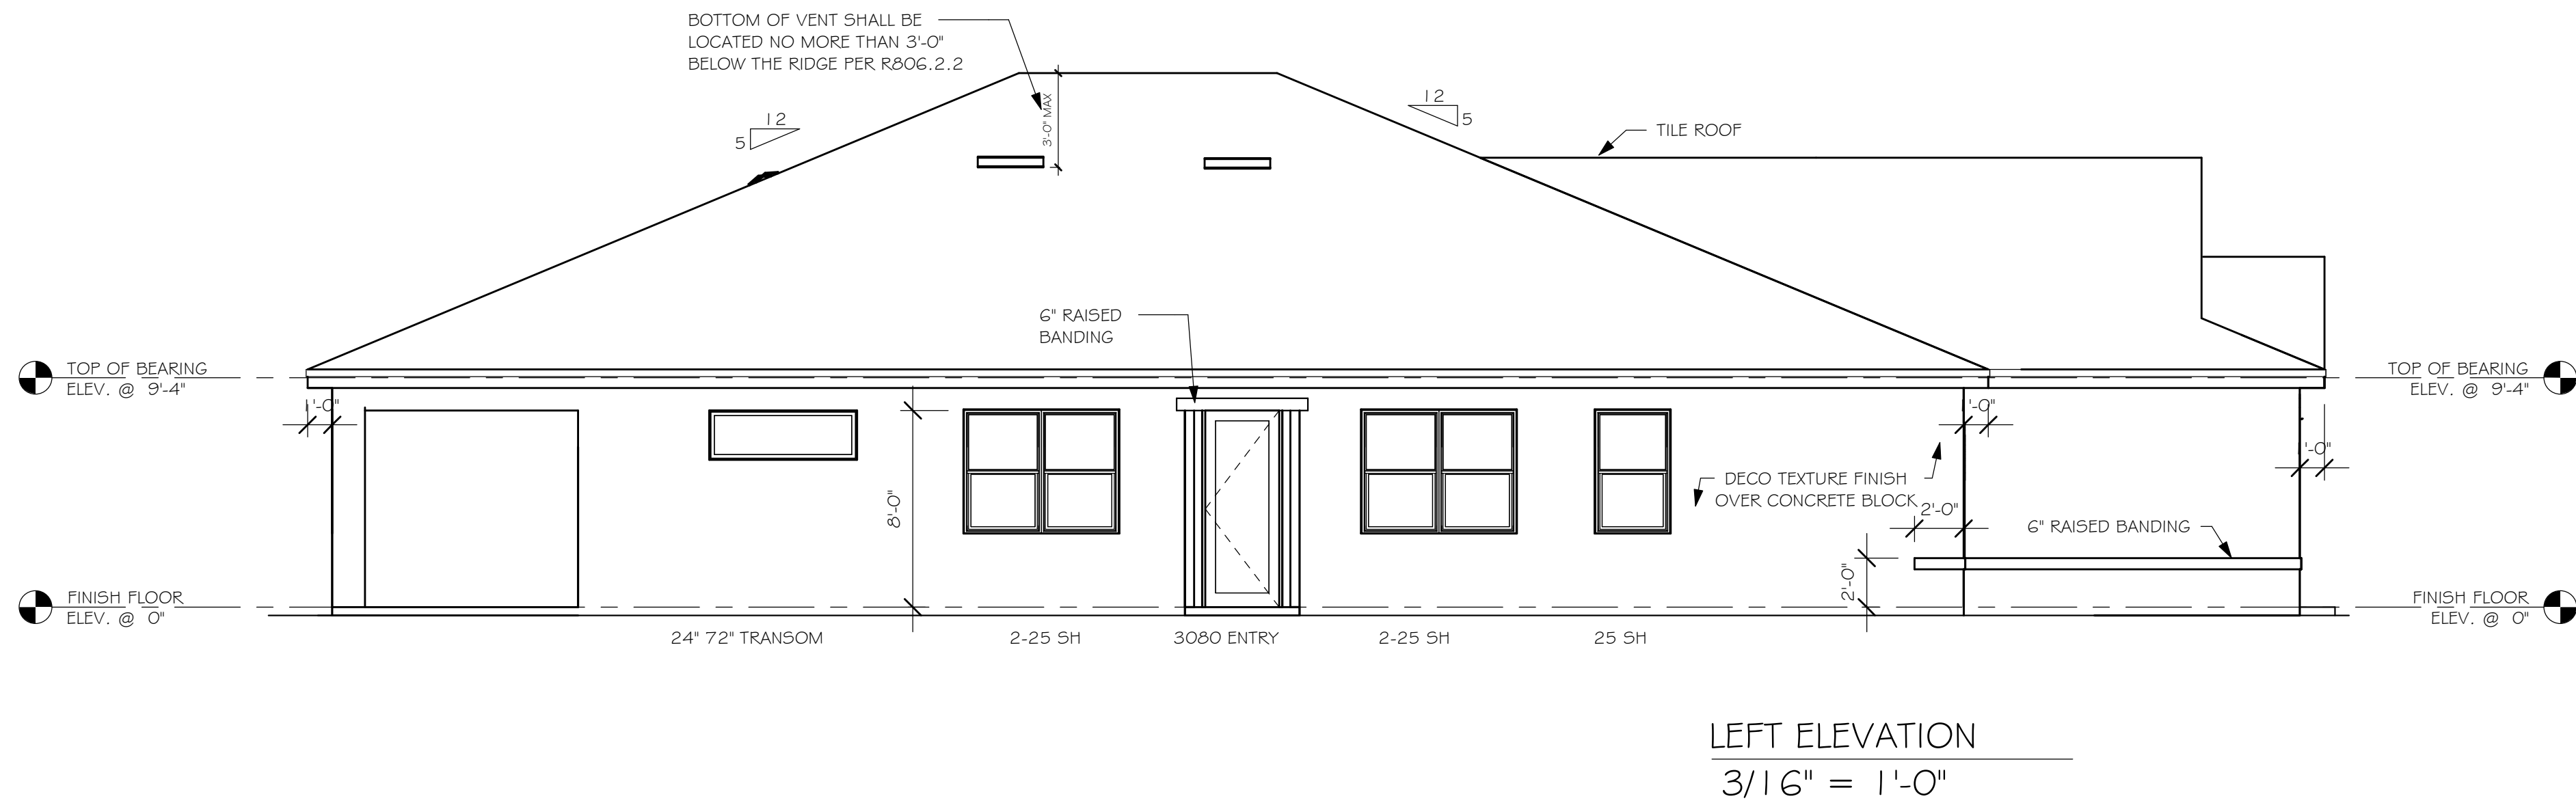 BOTTOM OF VENT SHALL BE
LOCATED NO MORE THAN 3'-0"
BELOW THE RIDGE PER R806.2.2
3'-0" MAX
12
5
12
5
TILE ROOF
6" RAISED
BANDING
TOP OF BEARING
ELEV. @ 9'-4"
TOP OF BEARING
ELEV. @ 9'-4"
1'-0"
1'-0"
1'-0"
8'-0"
DECO TEXTURE FINISH
OVER CONCRETE BLOCK
2'-0"
6" RAISED BANDING
2'-0"
FINISH FLOOR
ELEV. @ 0"
FINISH FLOOR
ELEV. @ 0"
24" 72" TRANSOM
2-25 SH
3080 ENTRY
2-25 SH
25 SH
LEFT ELEVATION
3/16" = 1'-0"